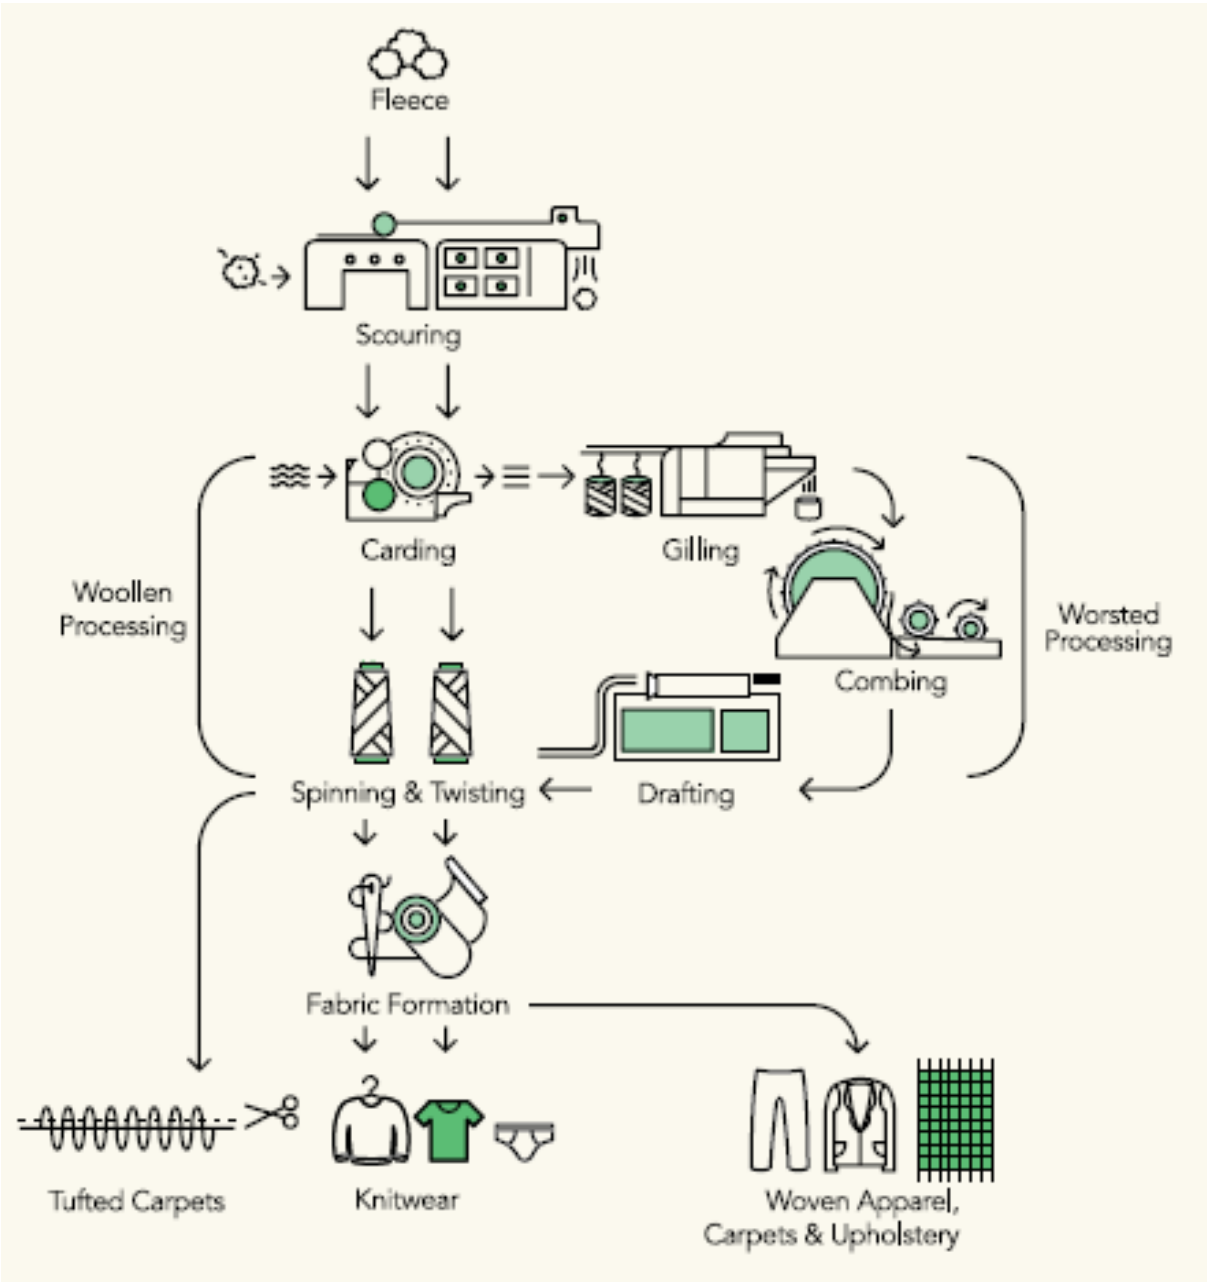 Fleece
Scouring
Carding
Gilling
Woollen
Processing
Worsted
Processing
Combing
Spinning & Twisting
Drafting
Fabric Formation
Tufted Carpets
Knitwear
Woven Apparel,
Carpets & Upholstery